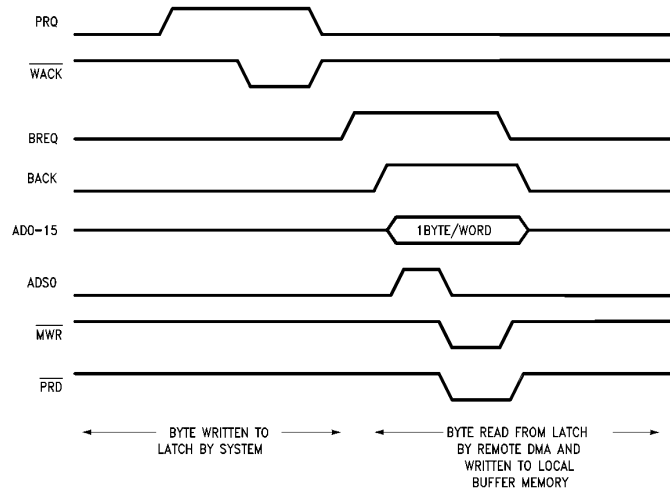 PRQ
WACK
BREQ
BACK
AD0-15
1BYTE/WORD
ADS0
MWR
PRD
BYTE WRITTEN TO
LATCH BY SYSTEM
BYTE READ FROM LATCH
BY REMOTE DMA AND
WRITTEN TO LOCAL
BUFFER MEMORY